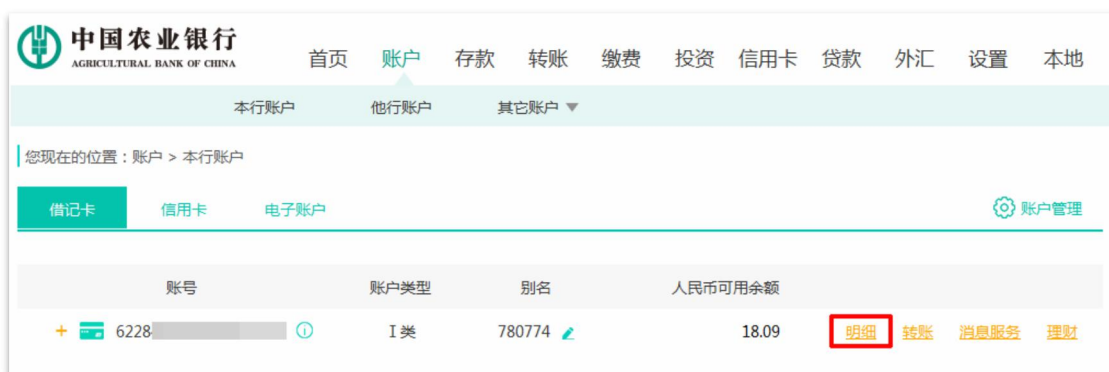 中国农业银行
AGRICULTURAL BANK OF CHINA
首页 账户 存款 转账 缴费 投资 信用卡 贷款 外汇 设置 本地
本行账户 他行账户 其它账户
您现在的位置：账户 > 本行账户
借记卡 信用卡 电子账户 账户管理
账号 账户类型 别名 人民币可用余额
+ 6228 I 类 780774 18.09 明细 转账 消息服务 理财